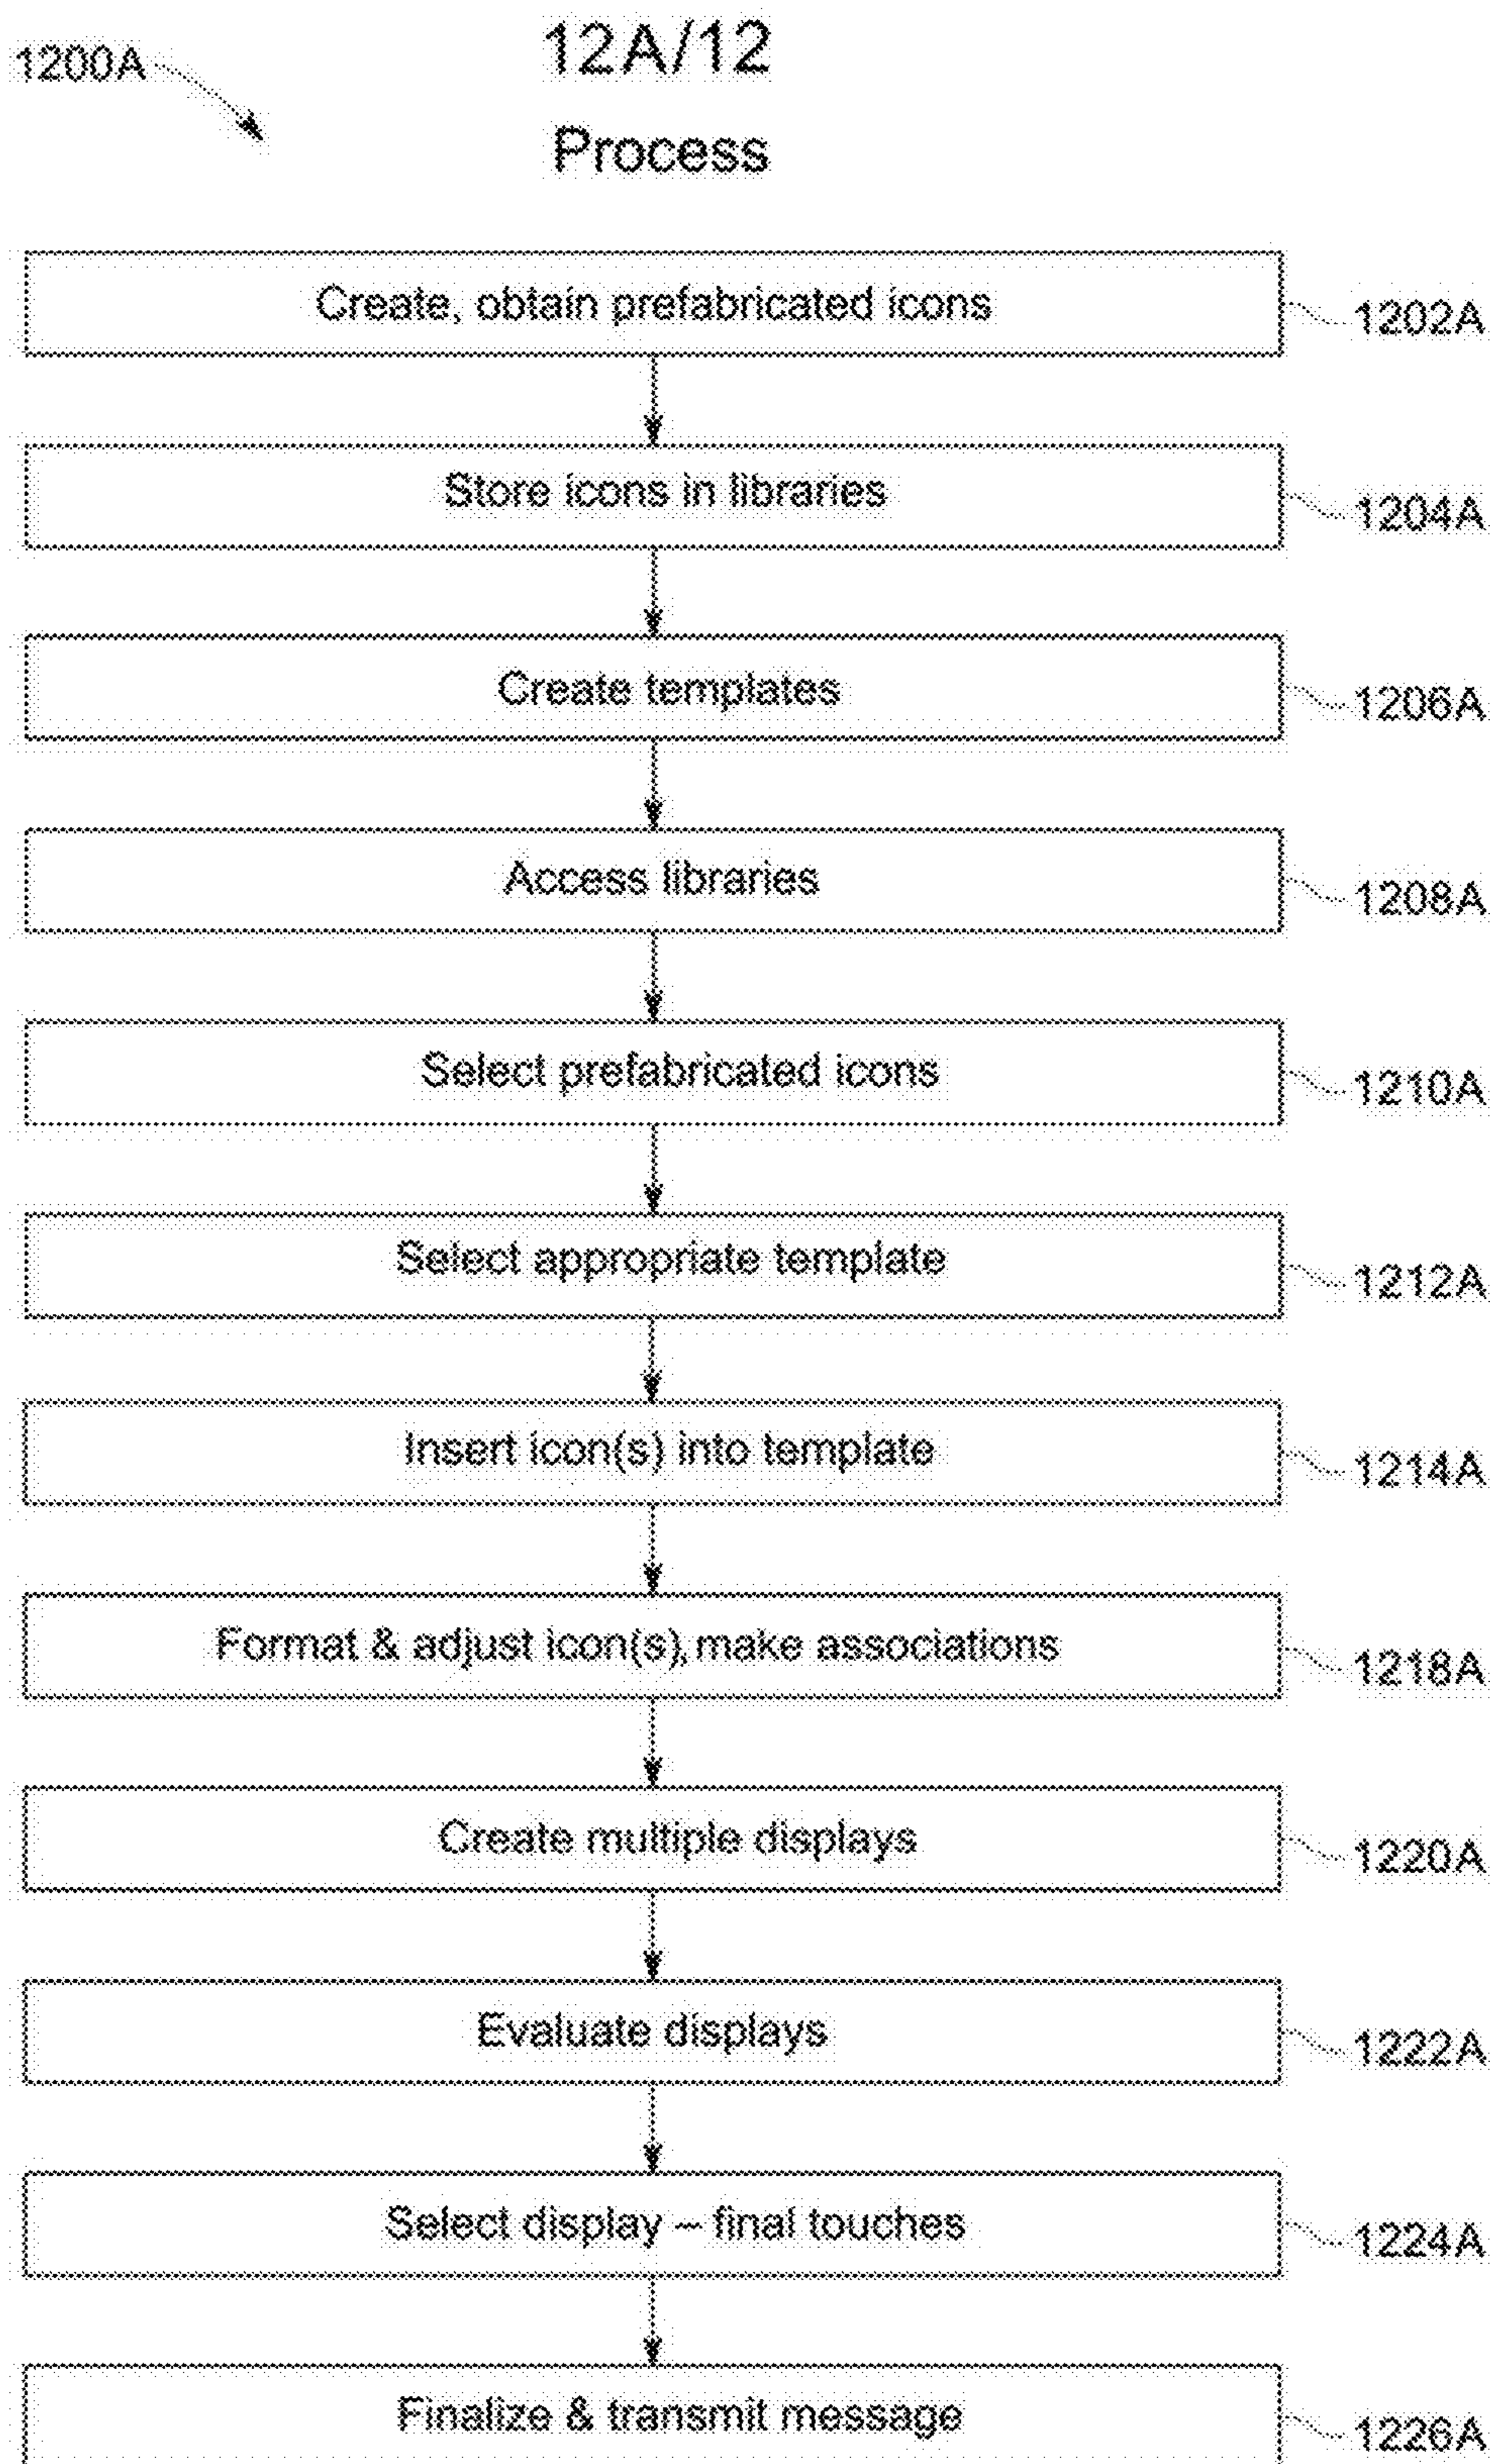 1200A
12A/12
Process
Create, obtain prefabricated icons
1202A
Store icons in libraries
1204A
Create templates
1206A
Access libraries
1208A
Select prefabricated icons
1210A
Select appropriate template
1212A
Insert icon(s) into template
1214A
Format & adjust icon(s),make associations
1218A
Create multiple displays
1220A
Evaluate displays
1222A
Select display – final touches
1224A
Finalize & transmit message
1226A